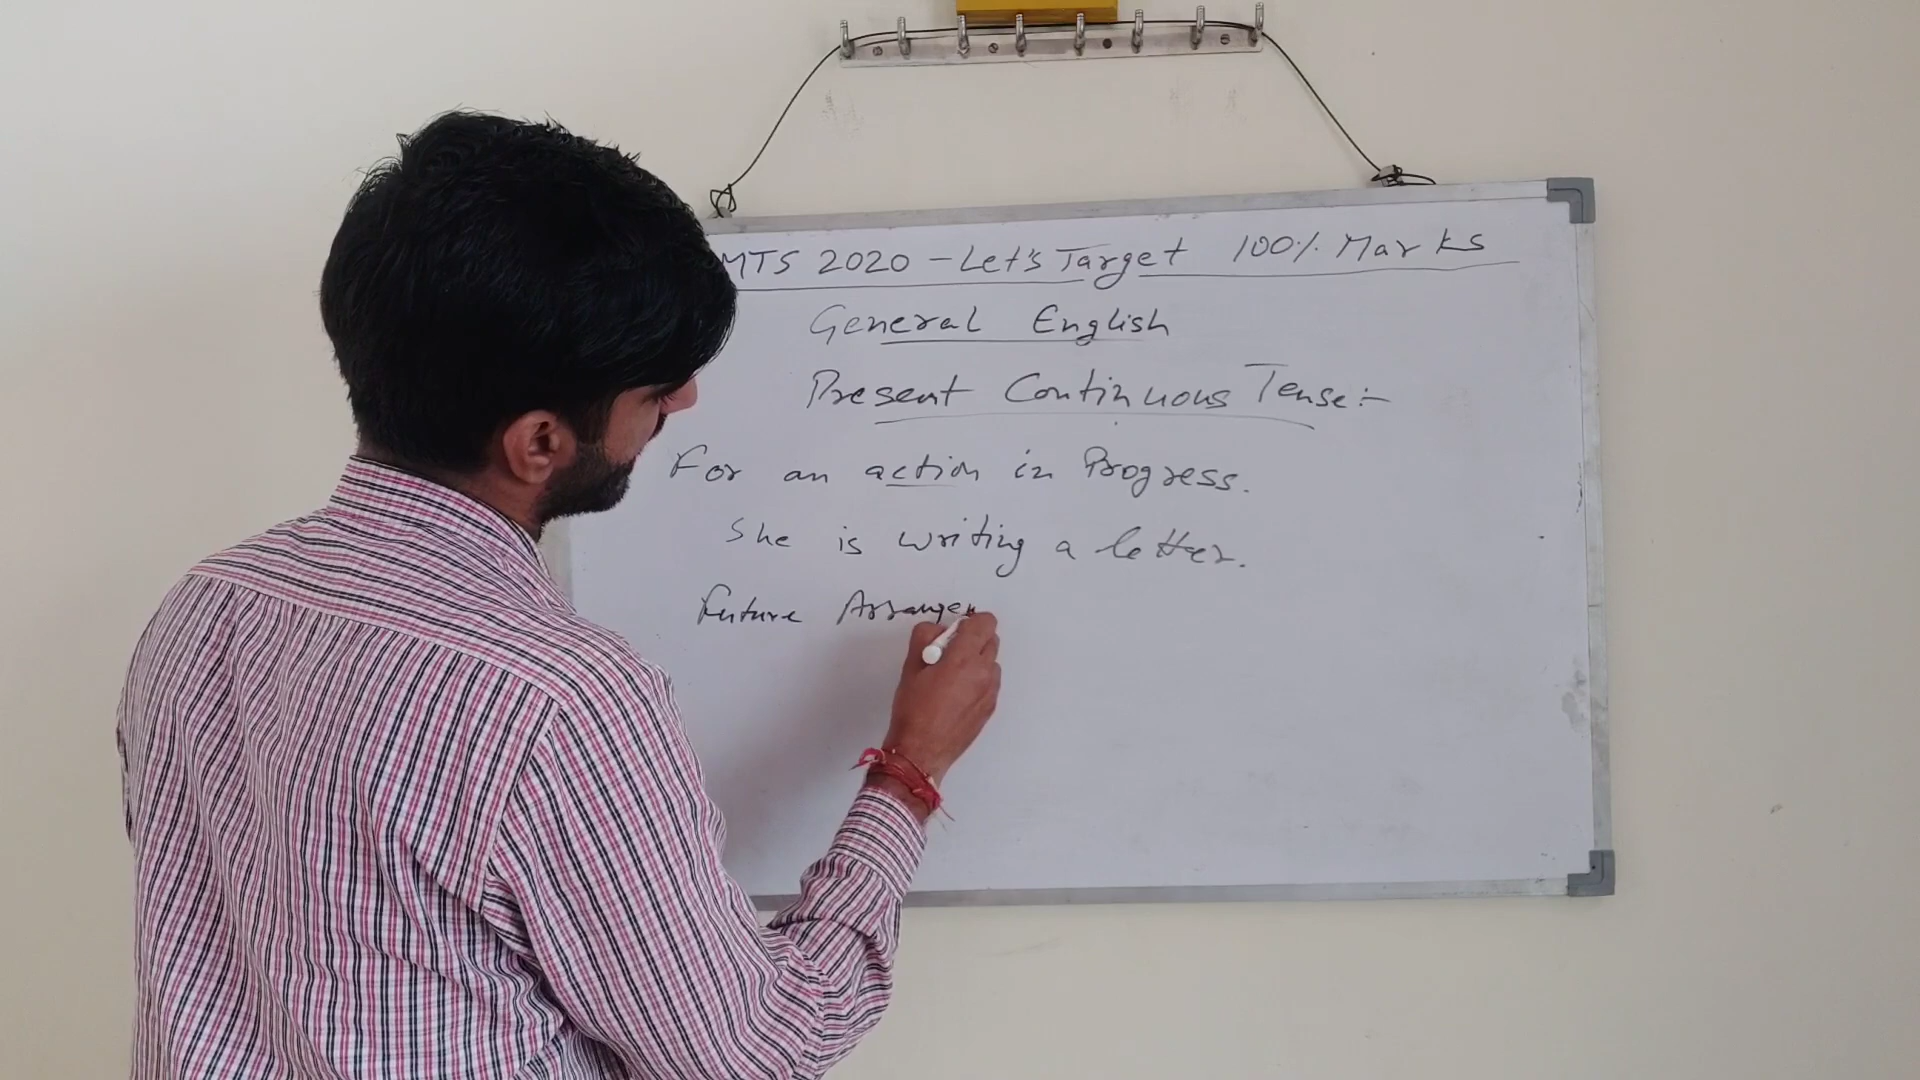 MTS 2020 - Let's Target 100% Marks
General English
Present Continuous Tense:-
For an action in Progress.
She is writing a letter.
Future Arrangem